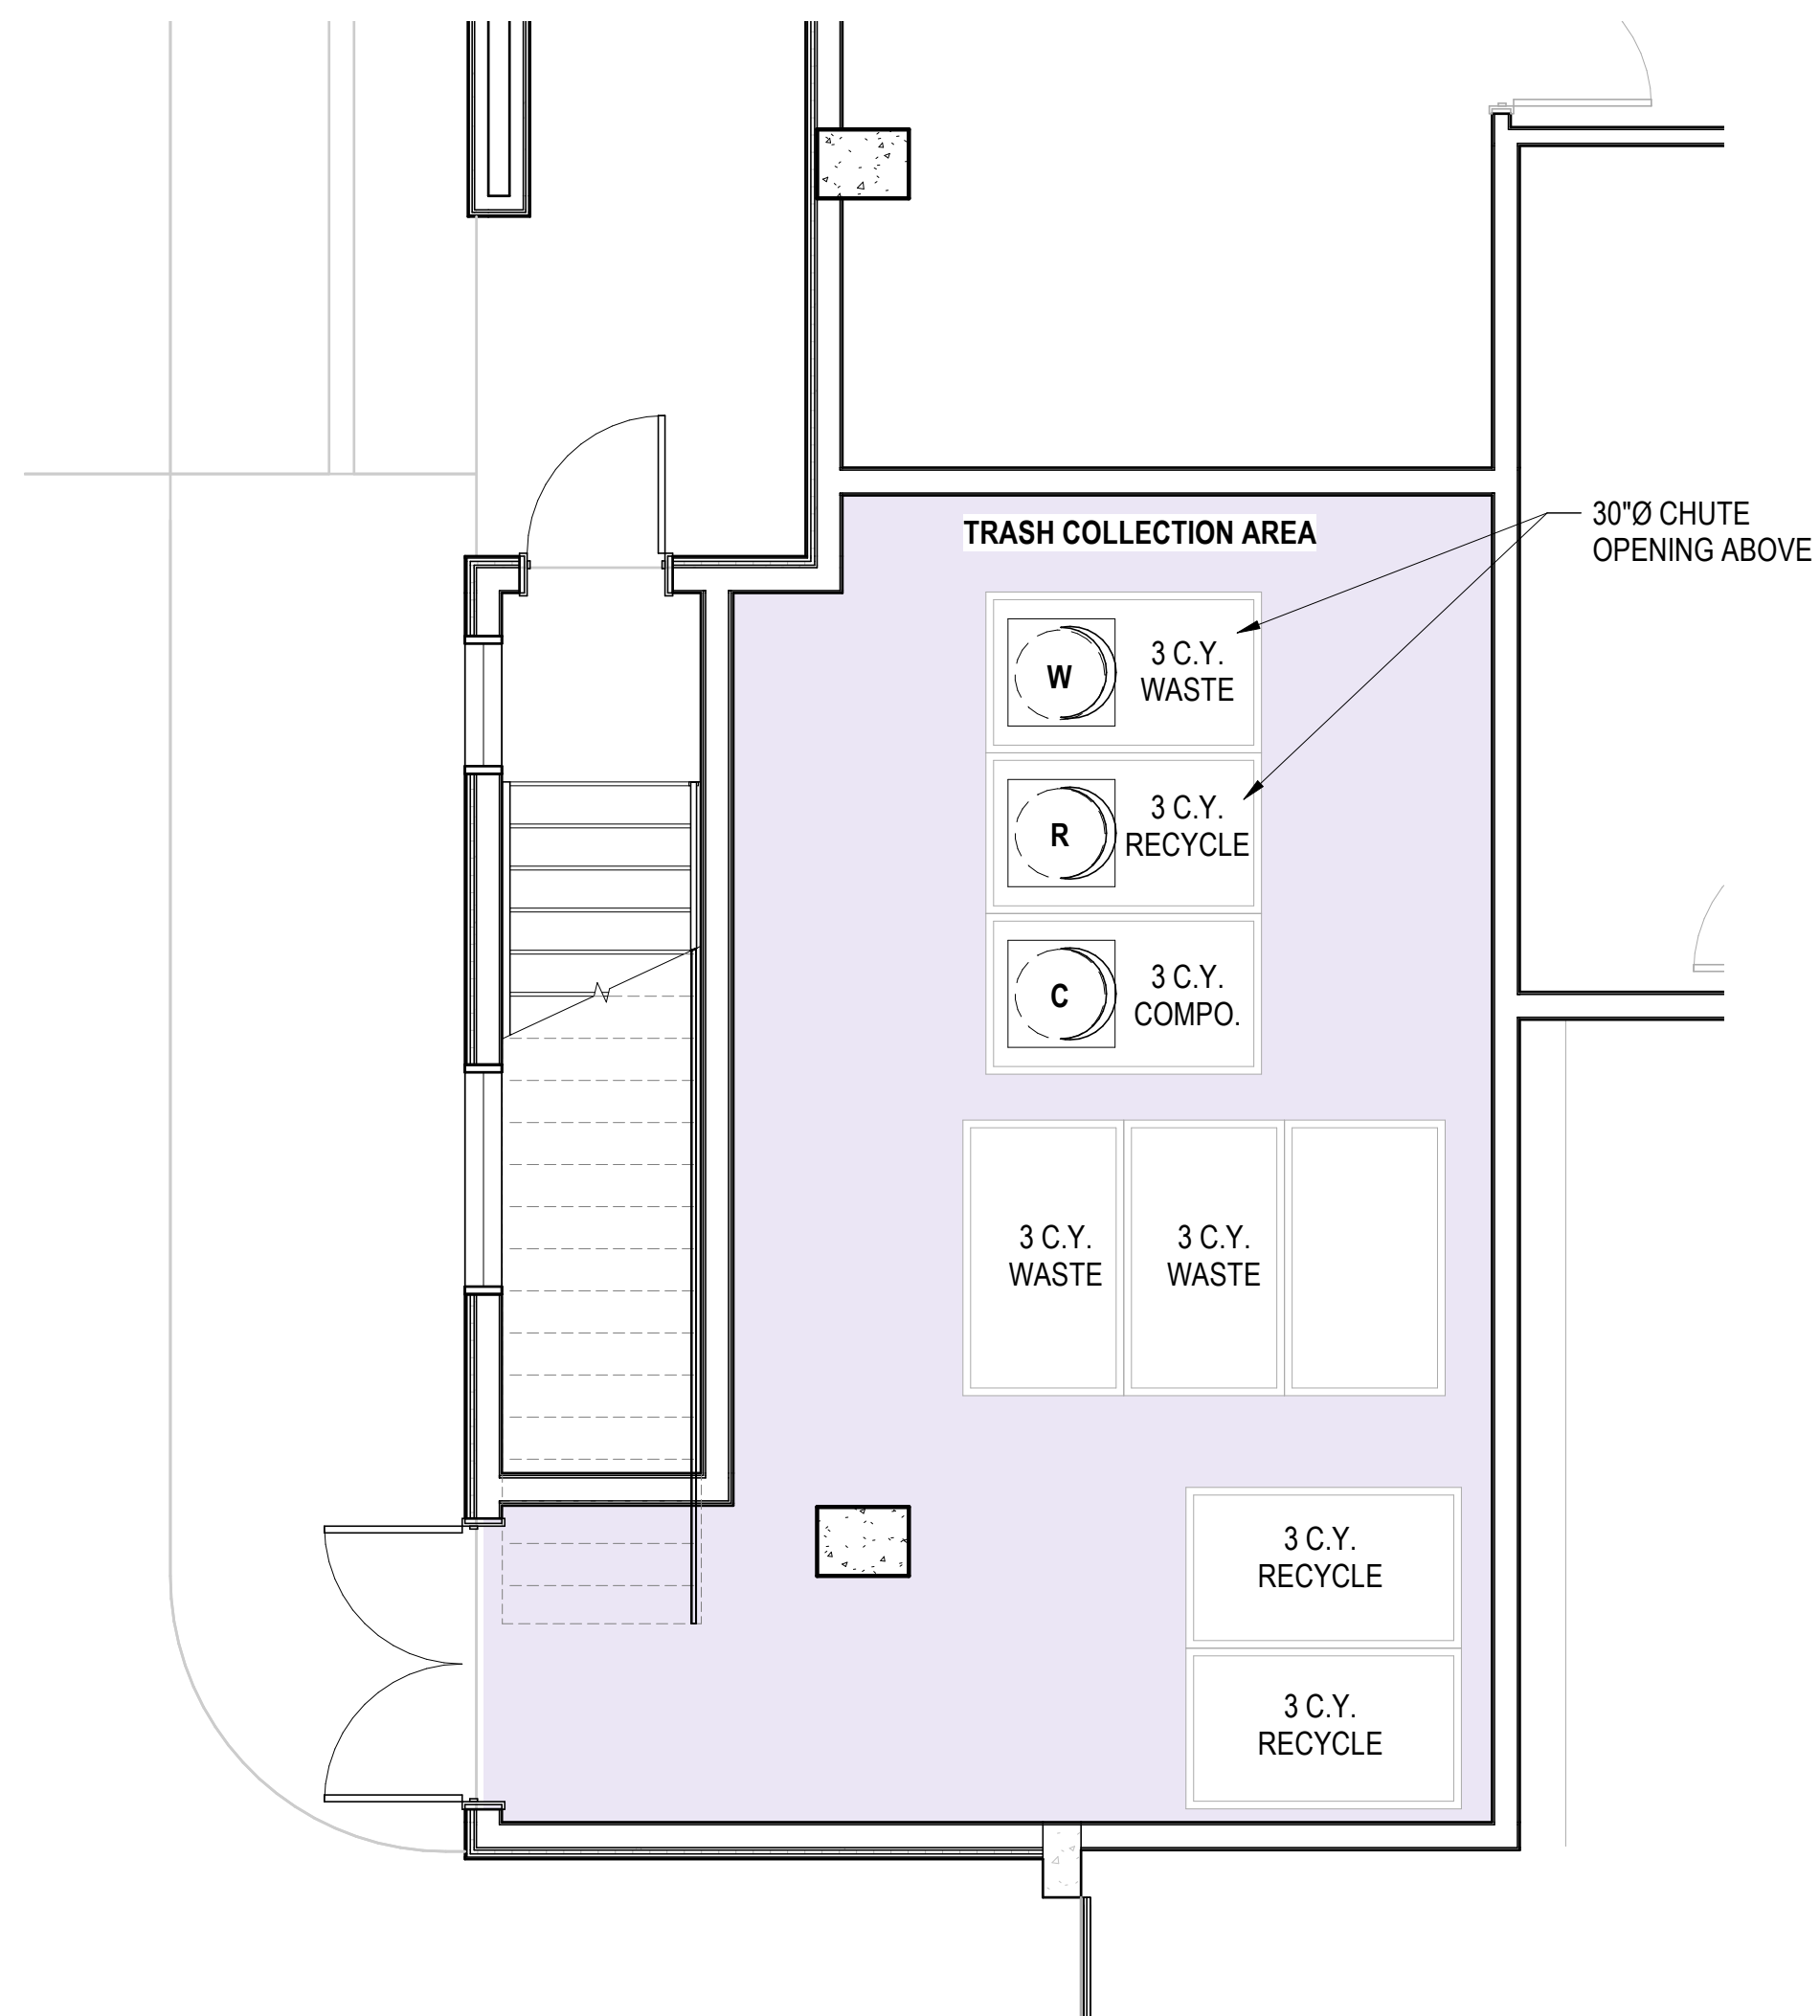 TRASH COLLECTION AREA
30"Ø CHUTE
OPENING ABOVE
W
3 C.Y.
WASTE
R
3 C.Y.
RECYCLE
C
3 C.Y.
COMPO.
3 C.Y.
WASTE
3 C.Y.
WASTE
3 C.Y.
RECYCLE
3 C.Y.
RECYCLE